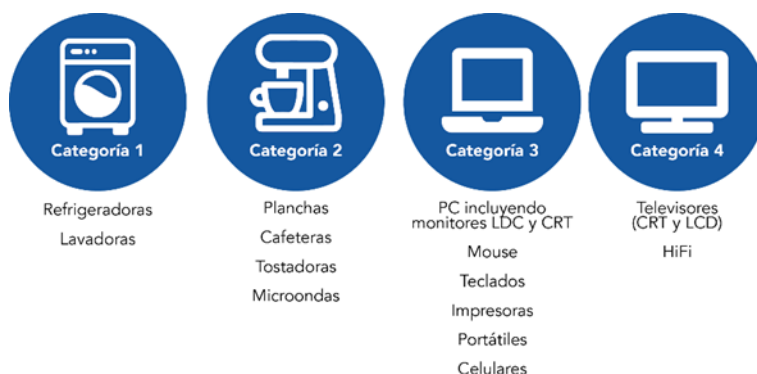 Categoría 1
Refrigeradoras
Lavadoras
Categoría 2
Planchas
Cafeteras
Tostadoras
Microondas
Categoría 3
PC incluyendo
monitores LDC y CRT
Mouse
Teclados
Impresoras
Portátiles
Celulares
Categoría 4
Televisores
(CRT y LCD)
HiFi